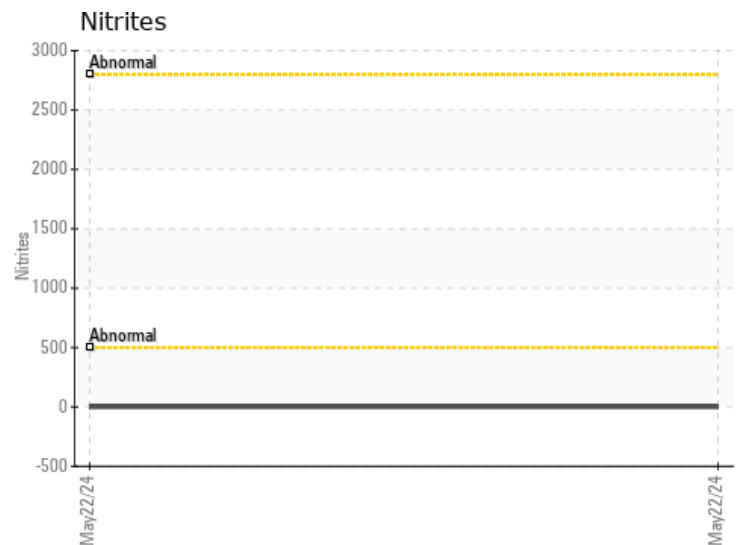 Nitrites
3000
Abnormal
2500
2000
1500
Nitrites
1000
Abnormal
500
0
-500
May22/24
May22/24